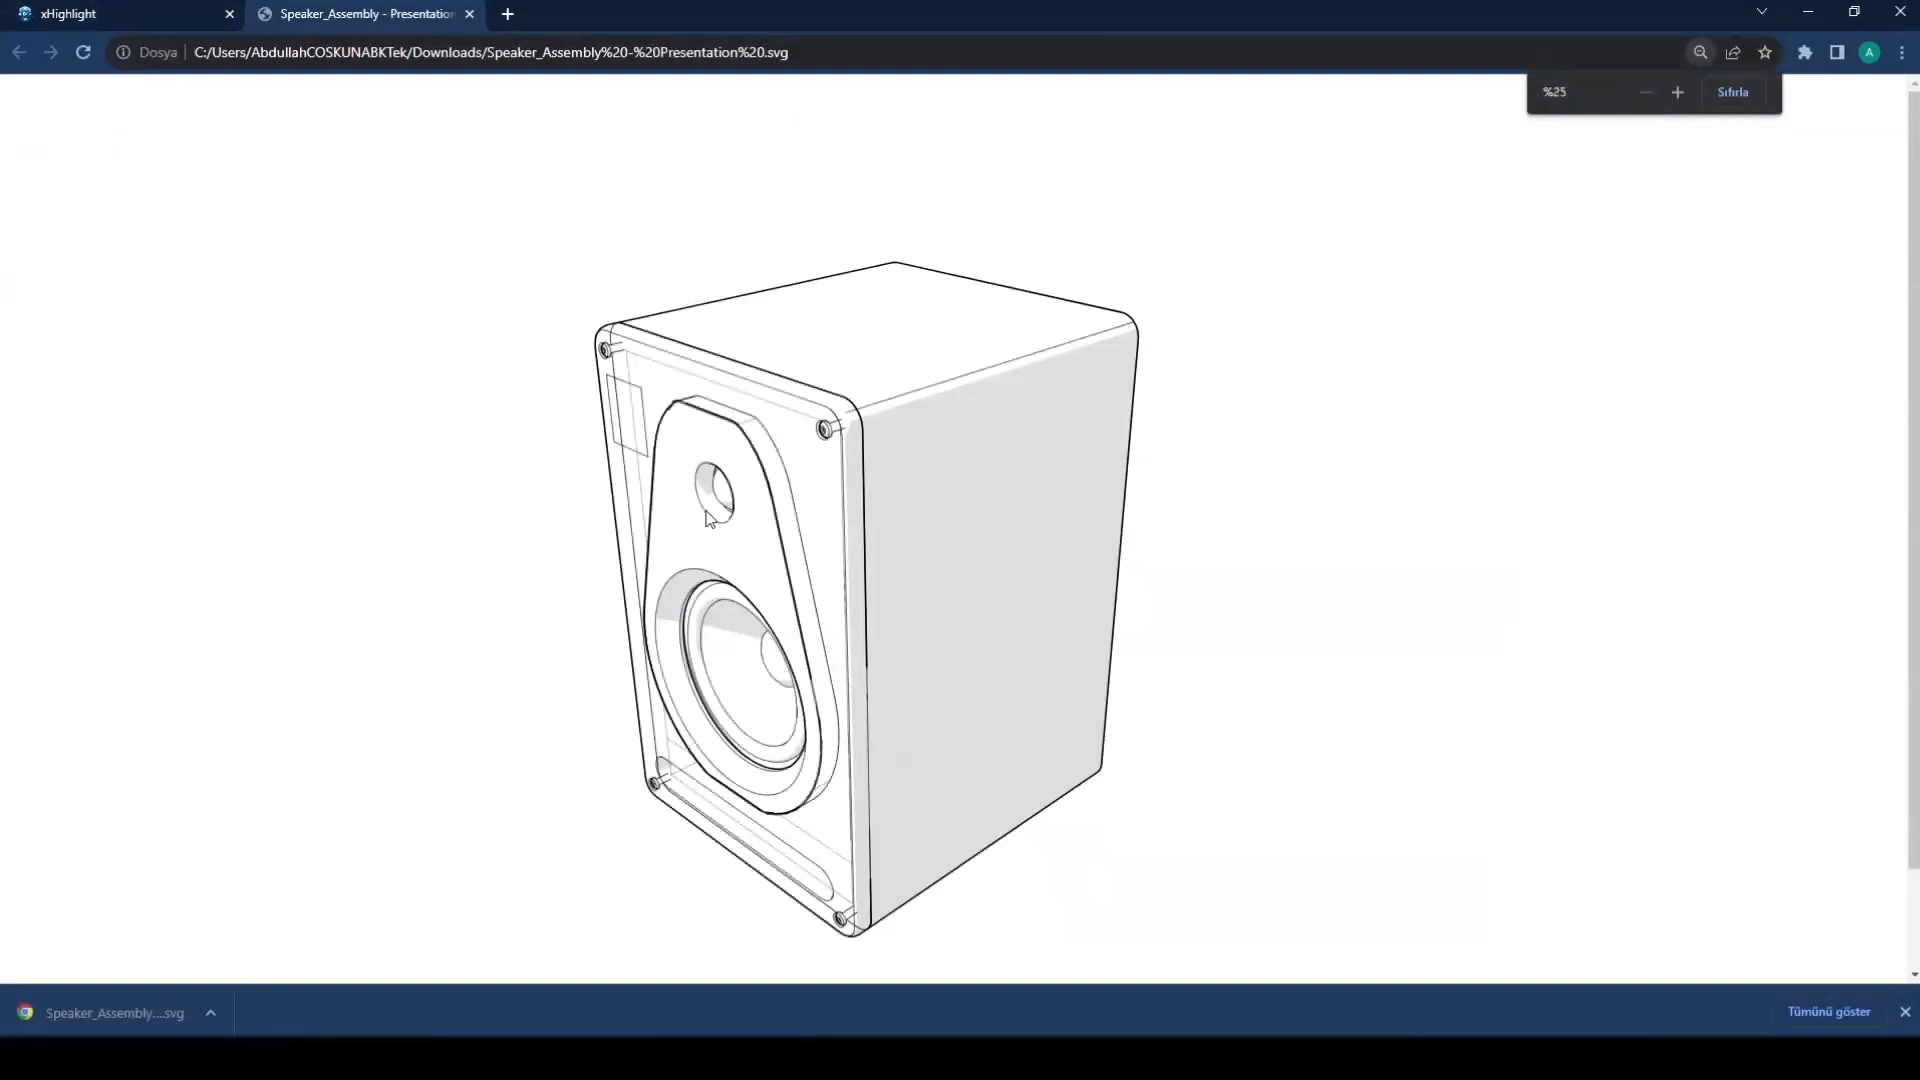 xHighlight
Speaker_Assembly - Presentation
Dosya
C:/Users/AbdullahCOSKUNABKTek/Downloads/Speaker_Assembly%20-%20Presentation%20.svg
A
%25
Sıfırla
Speaker_Assembly....svg
Tümünü göster